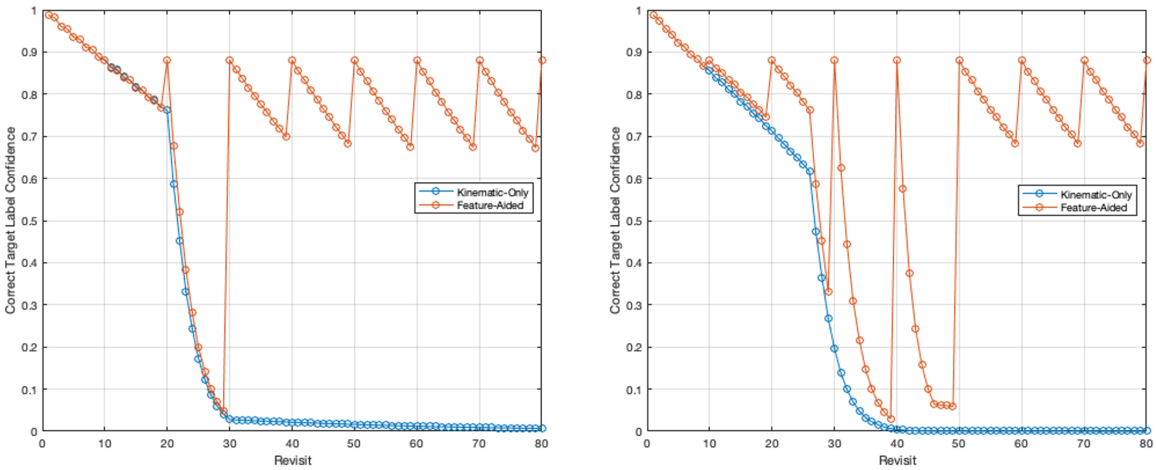 1
0.9
0.8
0.7
0.6
0.5
0.4
0.3
0.2
0.1
0
Correct Target Label Confidence
Kinematic-Only
Feature-Aided
0 10 20 30 40 50 60 70 80
Revisit
1
0.9
0.8
0.7
0.6
0.5
0.4
0.3
0.2
0.1
0
Correct Target Label Confidence
Kinematic-Only
Feature-Aided
0 10 20 30 40 50 60 70 80
Revisit